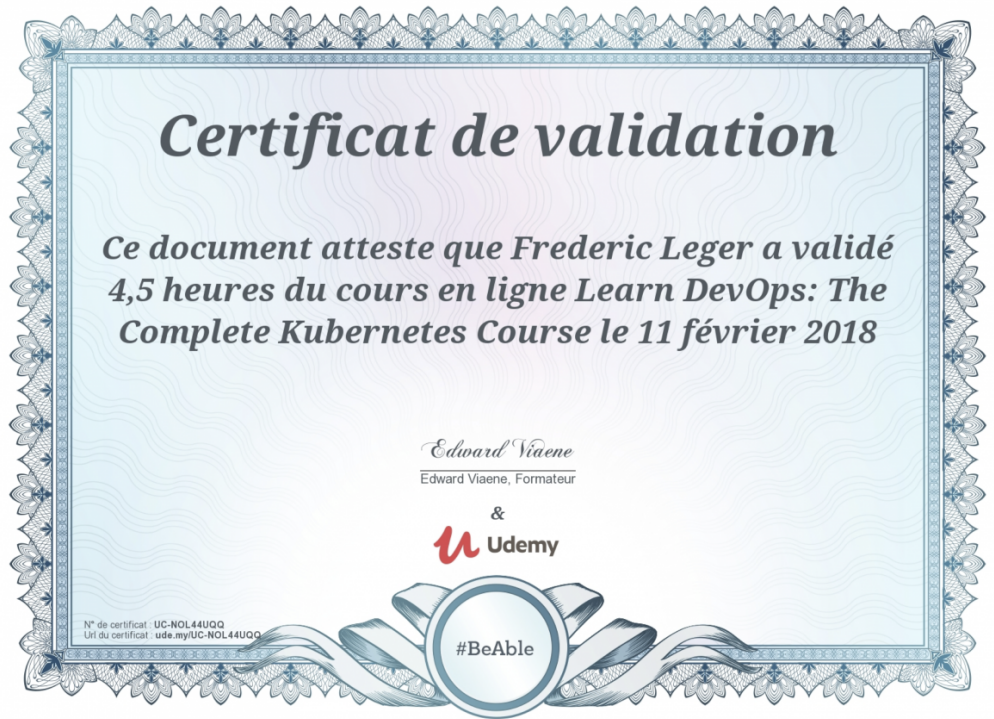 Certificat de validation
Ce document atteste que Frederic Leger a validé
4,5 heures du cours en ligne Learn DevOps: The
Complete Kubernetes Course le 11 février 2018
Edward Viaene
Edward Viaene, Formateur
&
Udemy
N° de certificat : UC-NOL44UQQ
Url du certificat : ude.my/UC-NOL44UQQ
#BeAble